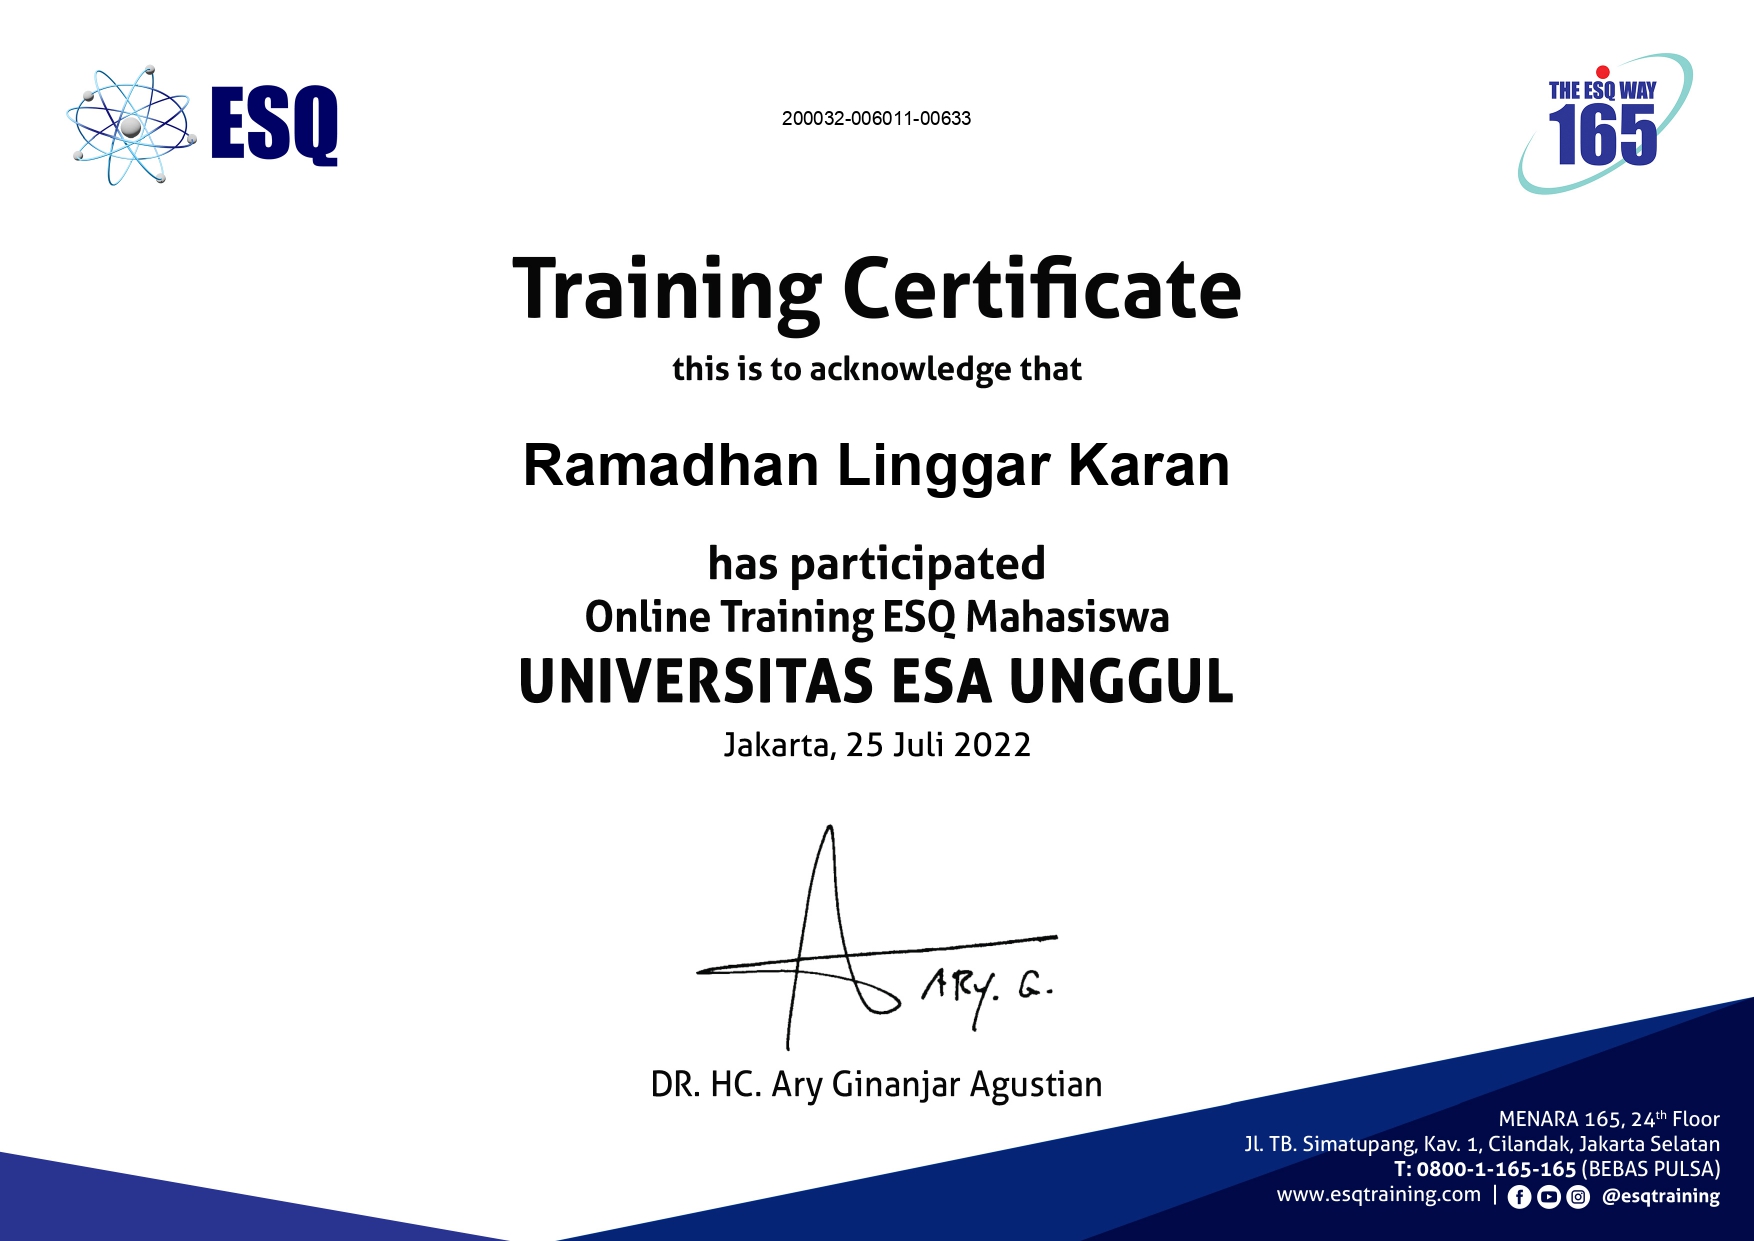 ESQ
200032-006011-00633
THE ESQ WAY
165
Training Certificate
this is to acknowledge that
Ramadhan Linggar Karan
has participated
Online Training ESQ Mahasiswa
UNIVERSITAS ESA UNGGUL
Jakarta, 25 Juli 2022
ARY. G.
DR. HC. Ary Ginanjar Agustian
MENARA 165, 24th Floor
Jl. TB. Simatupang, Kav. 1, Cilandak, Jakarta Selatan
T: 0800-1-165-165 (BEBAS PULSA)
www.esqtraining.com | @esqtraining